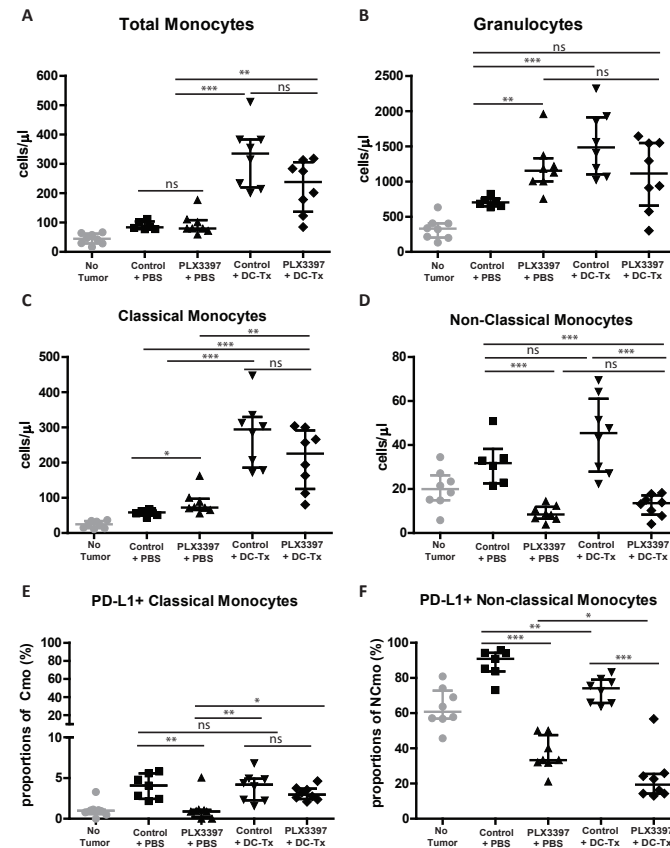 A
Total Monocytes
cells/µl
600
500
400
300
200
100
0
**
***
ns
ns
No
Tumor
Control
+ PBS
PLX3397
+ PBS
Control
+ DC-Tx
PLX3397
+ DC-Tx
B
Granulocytes
cells/µl
2500
2000
1500
1000
500
0
ns
***
ns
**
No
Tumor
Control
+ PBS
PLX3397
+ PBS
Control
+ DC-Tx
PLX3397
+ DC-Tx
C
Classical Monocytes
cells/µl
500
400
300
200
100
0
**
***
***
ns
*
No
Tumor
Control
+ PBS
PLX3397
+ PBS
Control
+ DC-Tx
PLX3397
+ DC-Tx
D
Non-Classical Monocytes
cells/µl
80
60
40
20
0
***
ns
***
***
ns
No
Tumor
Control
+ PBS
PLX3397
+ PBS
Control
+ DC-Tx
PLX3397
+ DC-Tx
E
PD-L1+ Classical Monocytes
proportions of Cmo (%)
100
80
60
40
20
10
5
0
*
**
ns
**
ns
No
Tumor
Control
+ PBS
PLX3397
+ PBS
Control
+ DC-Tx
PLX3397
+ DC-Tx
F
PD-L1+ Non-classical Monocytes
proportions of NCmo (%)
100
80
60
40
20
0
*
**
***
***
No
Tumor
Control
+ PBS
PLX3397
+ PBS
Control
+ DC-Tx
PLX3397
+ DC-Tx